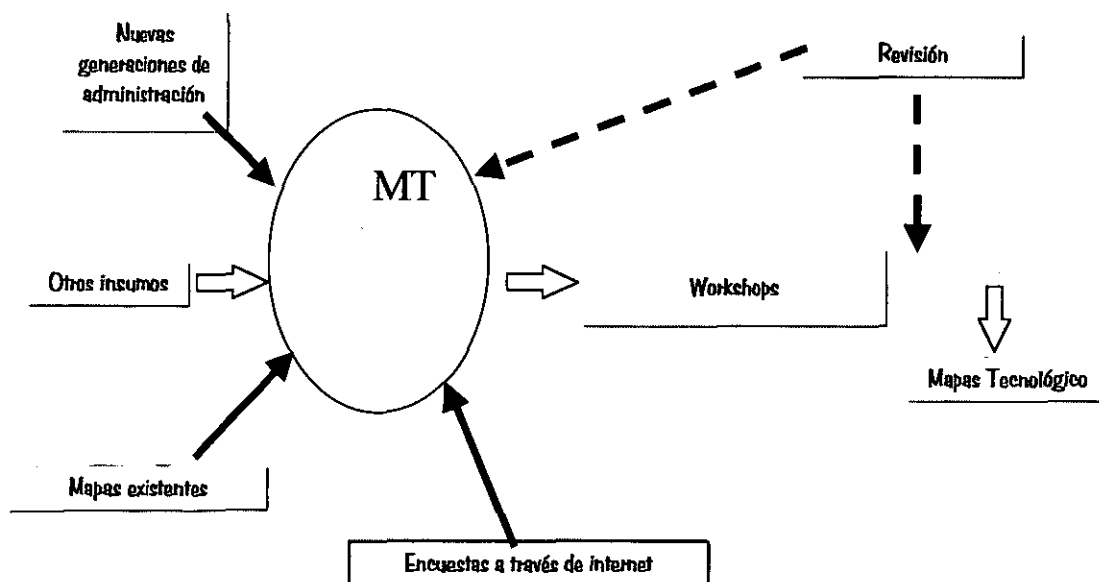 Nuevas
generaciones de
administración
Revisión
MT
Otros insumos
Workshops
Mapas Tecnológico
Mapas existentes
Encuestas a través de internet